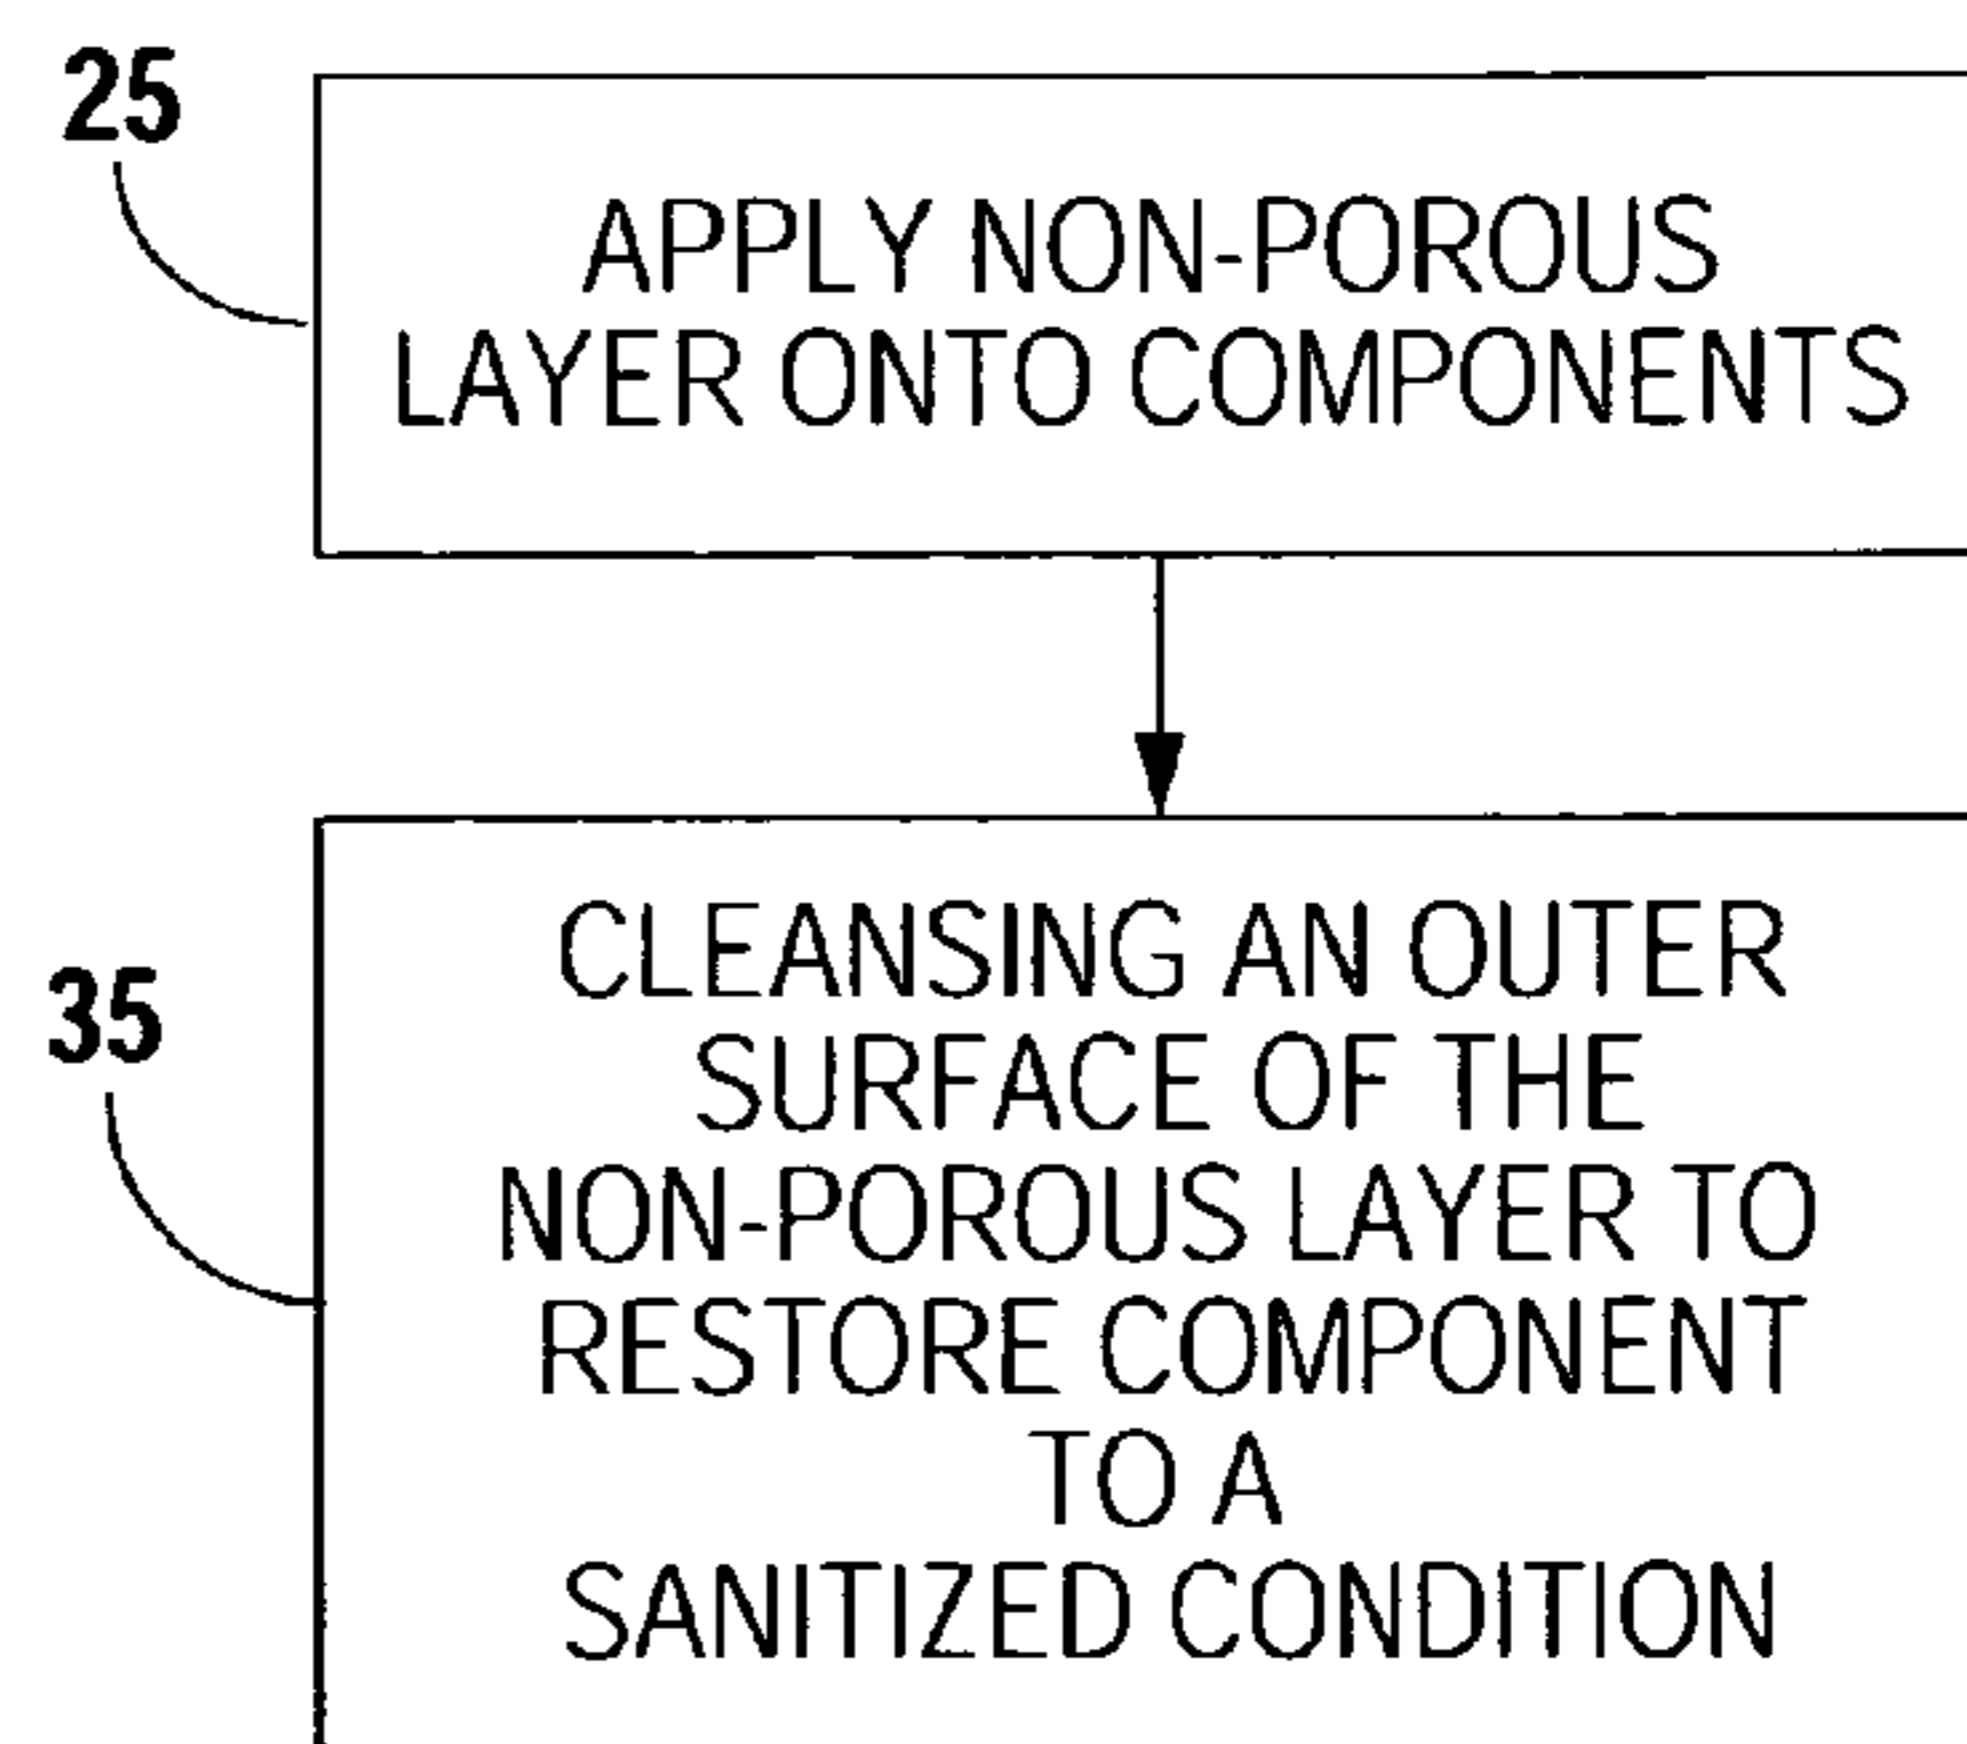 25
APPLY NON-POROUS
LAYER ONTO COMPONENTS
35
CLEANSING AN OUTER
SURFACE OF THE
NON-POROUS LAYER TO
RESTORE COMPONENT
TO A
SANITIZED CONDITION